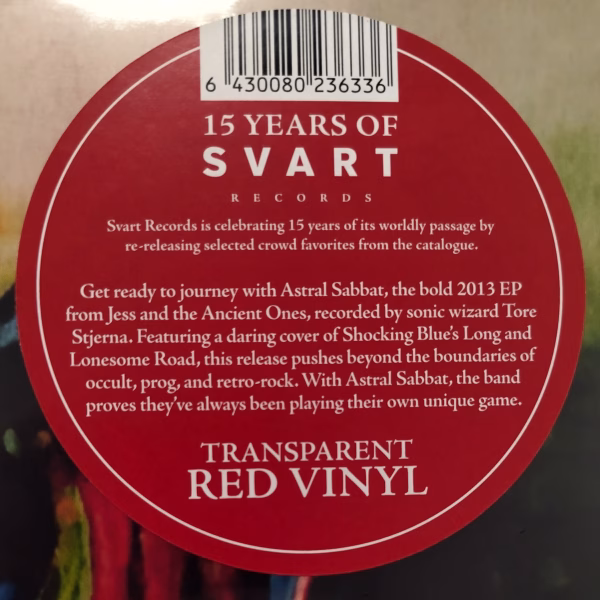 6 430080 236336
15 YEARS OF
SVART
RECORDS
Svart Records is celebrating 15 years of its worldly passage by
re-releasing selected crowd favorites from the catalogue.
Get ready to journey with Astral Sabbat, the bold 2013 EP
from Jess and the Ancient Ones, recorded by sonic wizard Tore
Stjerna. Featuring a daring cover of Shocking Blue's Long and
Lonesome Road, this release pushes beyond the boundaries of
occult, prog, and retro-rock. With Astral Sabbat, the band
proves they've always been playing their own unique game.
TRANSPARENT
RED VINYL